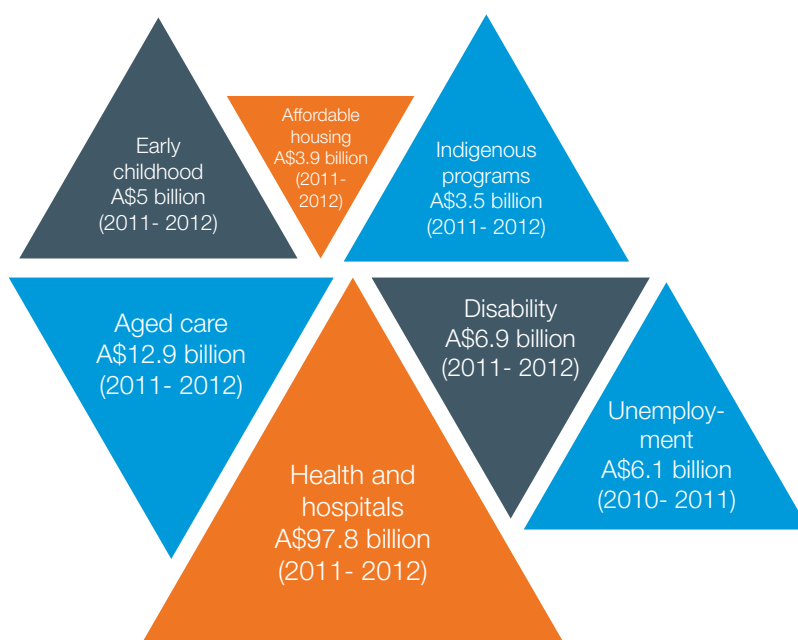 Early
childhood
A$5 billion
(2011- 2012)
Affordable
housing
A$3.9 billion
(2011-
2012)
Indigenous
programs
A$3.5 billion
(2011- 2012)
Aged care
A$12.9 billion
(2011- 2012)
Health and
hospitals
A$97.8 billion
(2011- 2012)
Disability
A$6.9 billion
(2011- 2012)
Unemploy-
ment
A$6.1 billion
(2010- 2011)